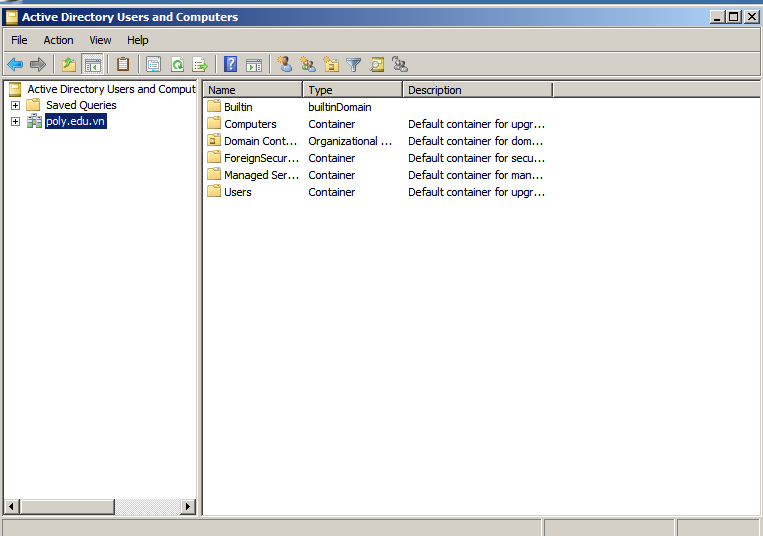 Active Directory Users and Computers
File Action View Help
Active Directory Users and Comput
Saved Queries
poly.edu.vn
Name Type Description
Builtin builtinDomain
Computers Container Default container for upgr...
Domain Cont... Organizational ... Default container for dom...
ForeignSecur... Container Default container for secu...
Managed Ser... Container Default container for man...
Users Container Default container for upgr...